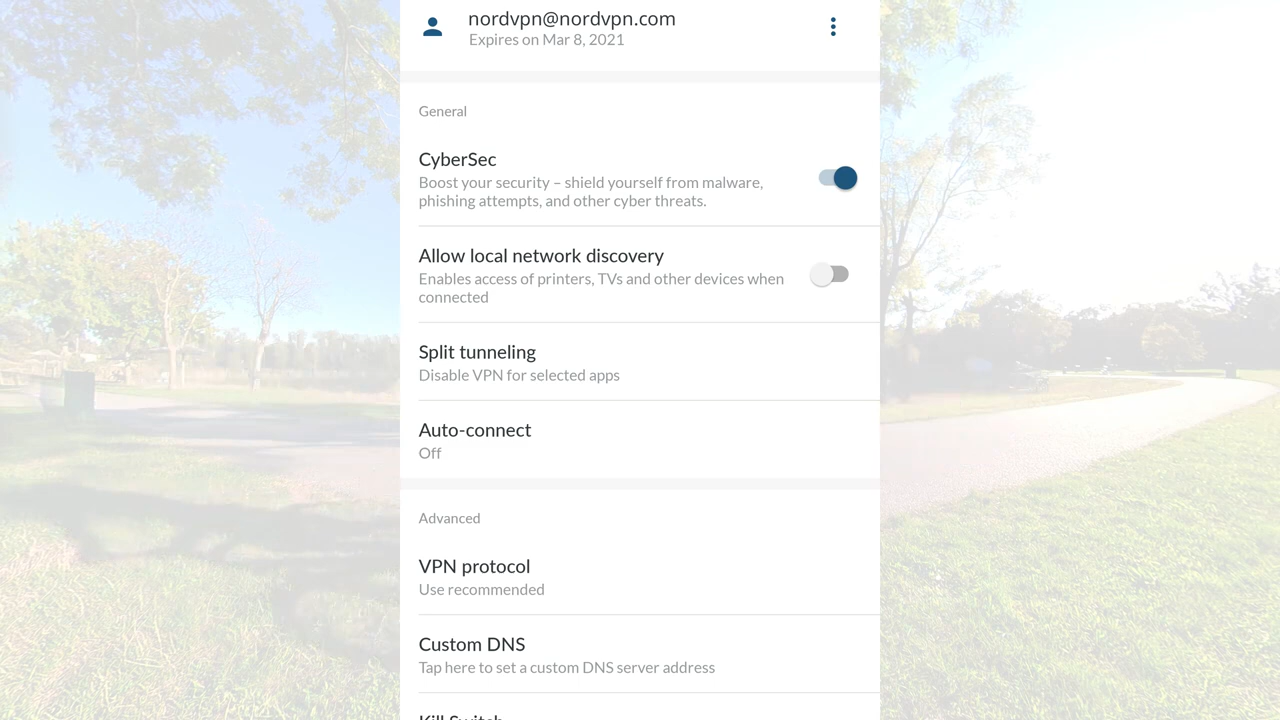 nordvpn@nordvpn.com
Expires on Mar 8, 2021
General
CyberSec
Boost your security – shield yourself from malware,
phishing attempts, and other cyber threats.
Allow local network discovery
Enables access of printers, TVs and other devices when
connected
Split tunneling
Disable VPN for selected apps
Auto-connect
Off
Advanced
VPN protocol
Use recommended
Custom DNS
Tap here to set a custom DNS server address
Kill Switch